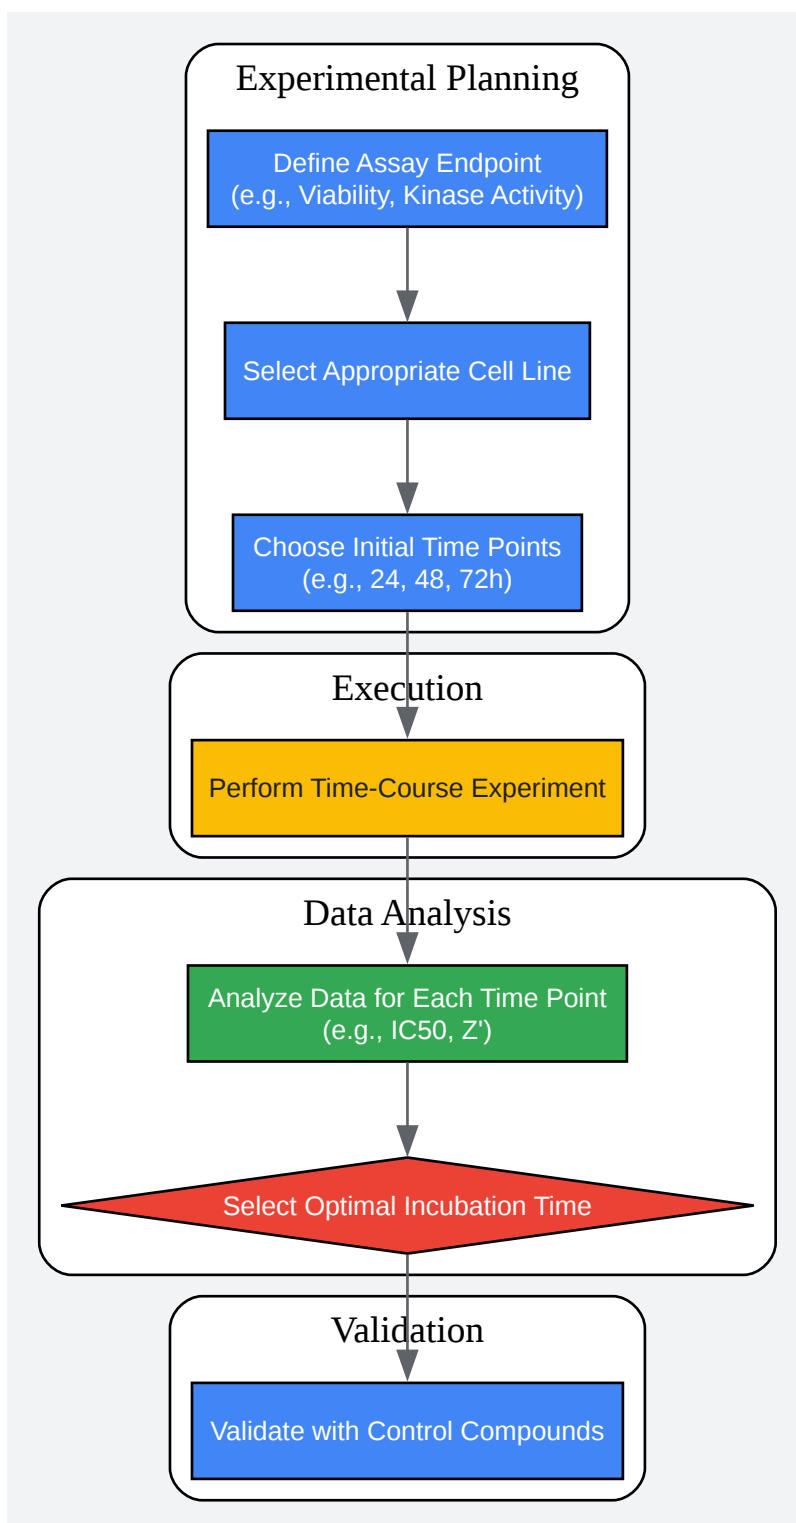 Experimental Planning
Define Assay Endpoint
(e.g., Viability, Kinase Activity)
Select Appropriate Cell Line
Choose Initial Time Points
(e.g., 24, 48, 72h)
Execution
Perform Time-Course Experiment
Data Analysis
Analyze Data for Each Time Point
(e.g., IC50, Z')
Select Optimal Incubation Time
Validation
Validate with Control Compounds